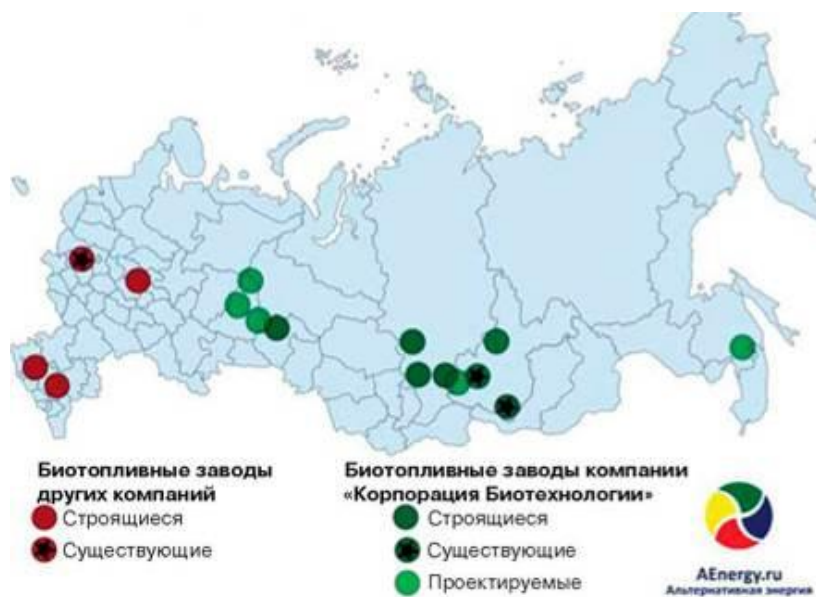 Биотопливные заводы
других компаний
Строящиеся
Существующие
Биотопливные заводы компании
«Корпорация Биотехнологии»
Строящиеся
Существующие
Проектируемые
AEnergy.ru
Альтернативная энергия